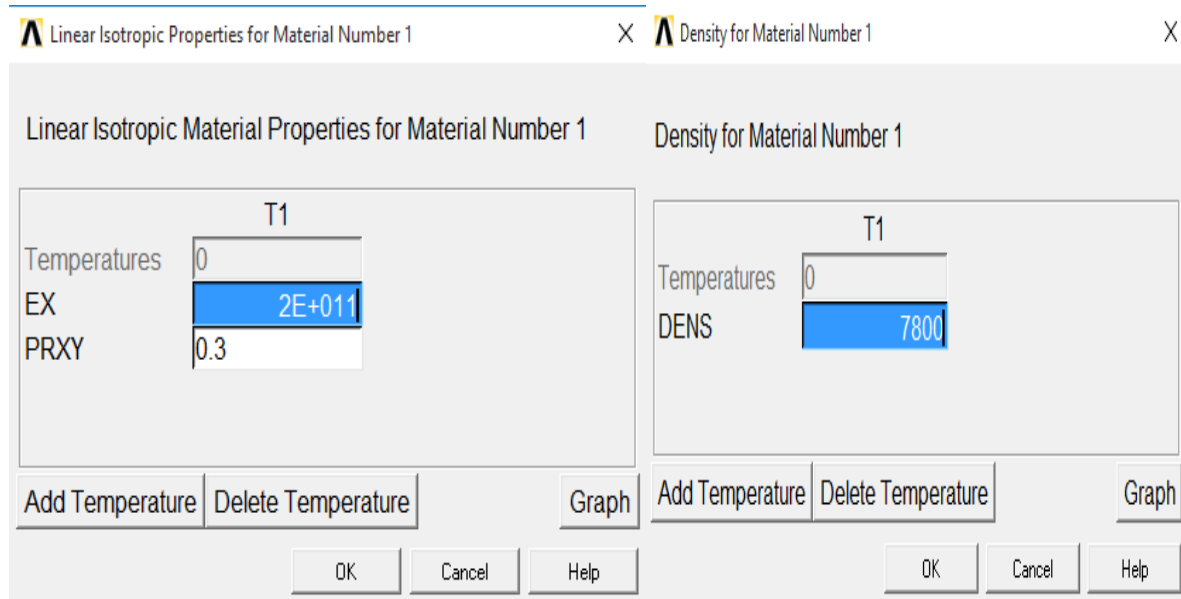 Linear Isotropic Properties for Material Number 1
Linear Isotropic Material Properties for Material Number 1
T1
Temperatures 0
EX 2E+011
PRXY 0.3
Add Temperature Delete Temperature Graph
OK Cancel Help
Density for Material Number 1
Density for Material Number 1
T1
Temperatures 0
DENS 7800
Add Temperature Delete Temperature Graph
OK Cancel Help